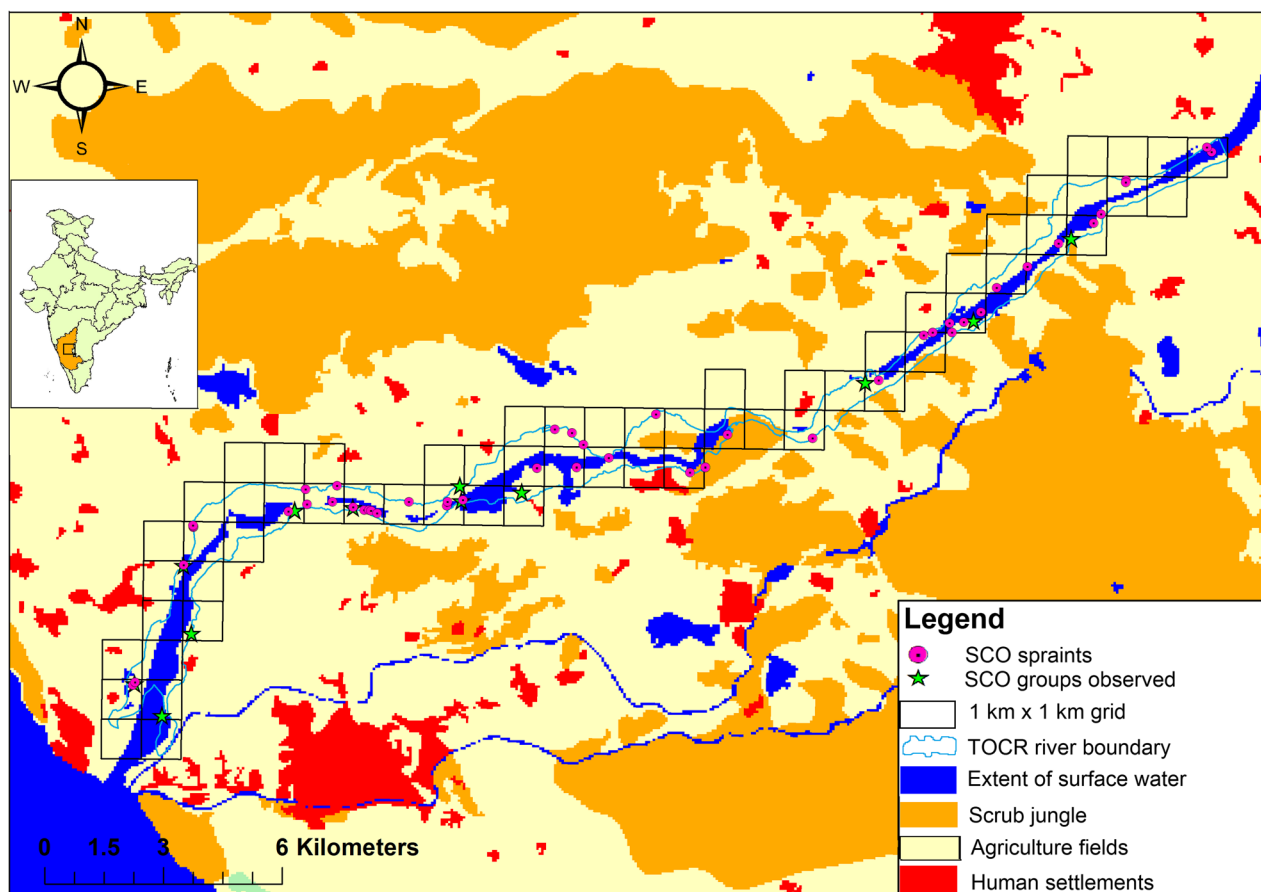 N
W E
S
Legend
SCO spraints
SCO groups observed
1 km x 1 km grid
TOCR river boundary
Extent of surface water
Scrub jungle
Agriculture fields
Human settlements
0 1.5 3 6 Kilometers